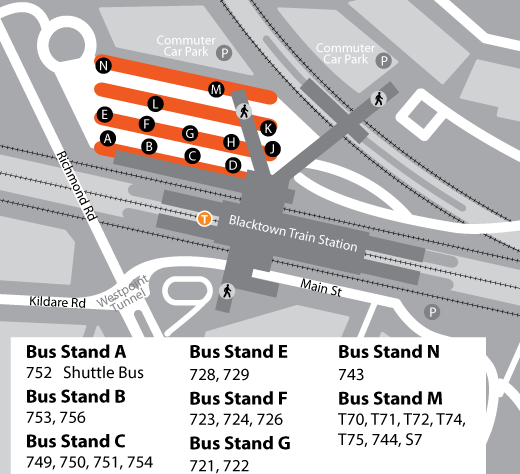 Commuter
Car Park P
Commuter
Car Park P
N
M
L
K
E
F
G
H
J
A
B
C
D
Richmond Rd
T
Blacktown Train Station
Westpoint
Tunnel
Kildare Rd
Main St
P
Bus Stand A
752 Shuttle Bus
Bus Stand B
753, 756
Bus Stand C
749, 750, 751, 754
Bus Stand E
728, 729
Bus Stand F
723, 724, 726
Bus Stand G
721, 722
Bus Stand N
743
Bus Stand M
T70, T71, T72, T74,
T75, 744, S7